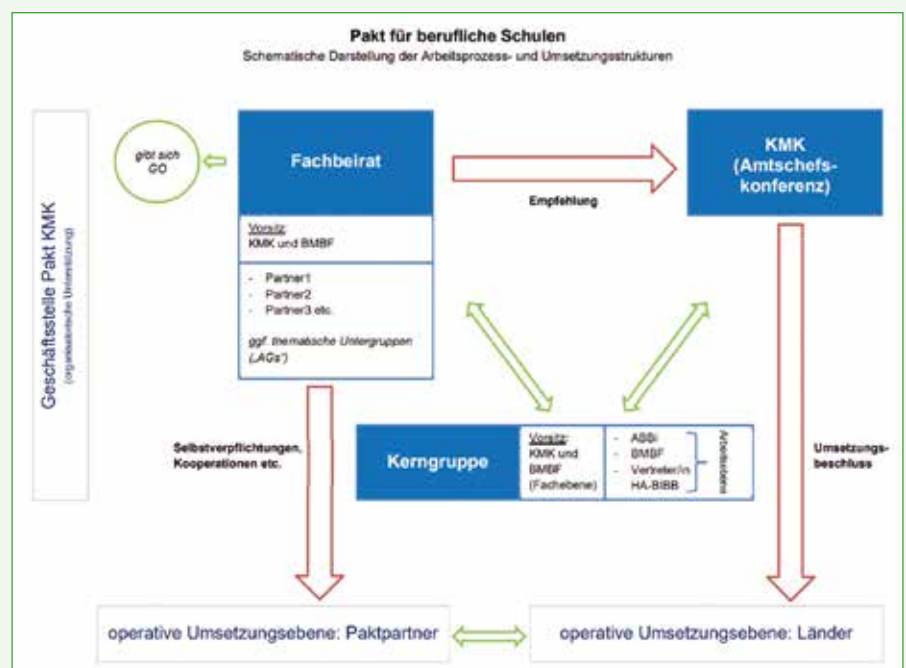 Pakt für berufliche Schulen
Schematische Darstellung der Arbeitsprozess- und Umsetzungsstrukturen
Geschäftsstelle Pakt KMK
(organisatorische Unterstützung)
gibt sich
GO
Fachbeirat
Vorsitz:
KMK und BMBF
- Partner1
- Partner2
- Partner3 etc.
ggf. thematische Untergruppen
(„AGs“)
Empfehlung
KMK
(Amtschefs-
konferenz)
Selbstverpflichtungen,
Kooperationen etc.
Kerngruppe
Vorsitz:
KMK und
BMBF
(Fachebene)
- ABBi
- BMBF
- Vertreter/in
HA-BIBB
Arbeitsebene
Umsetzungs-
beschluss
operative Umsetzungsebene: Paktpartner
operative Umsetzungsebene: Länder